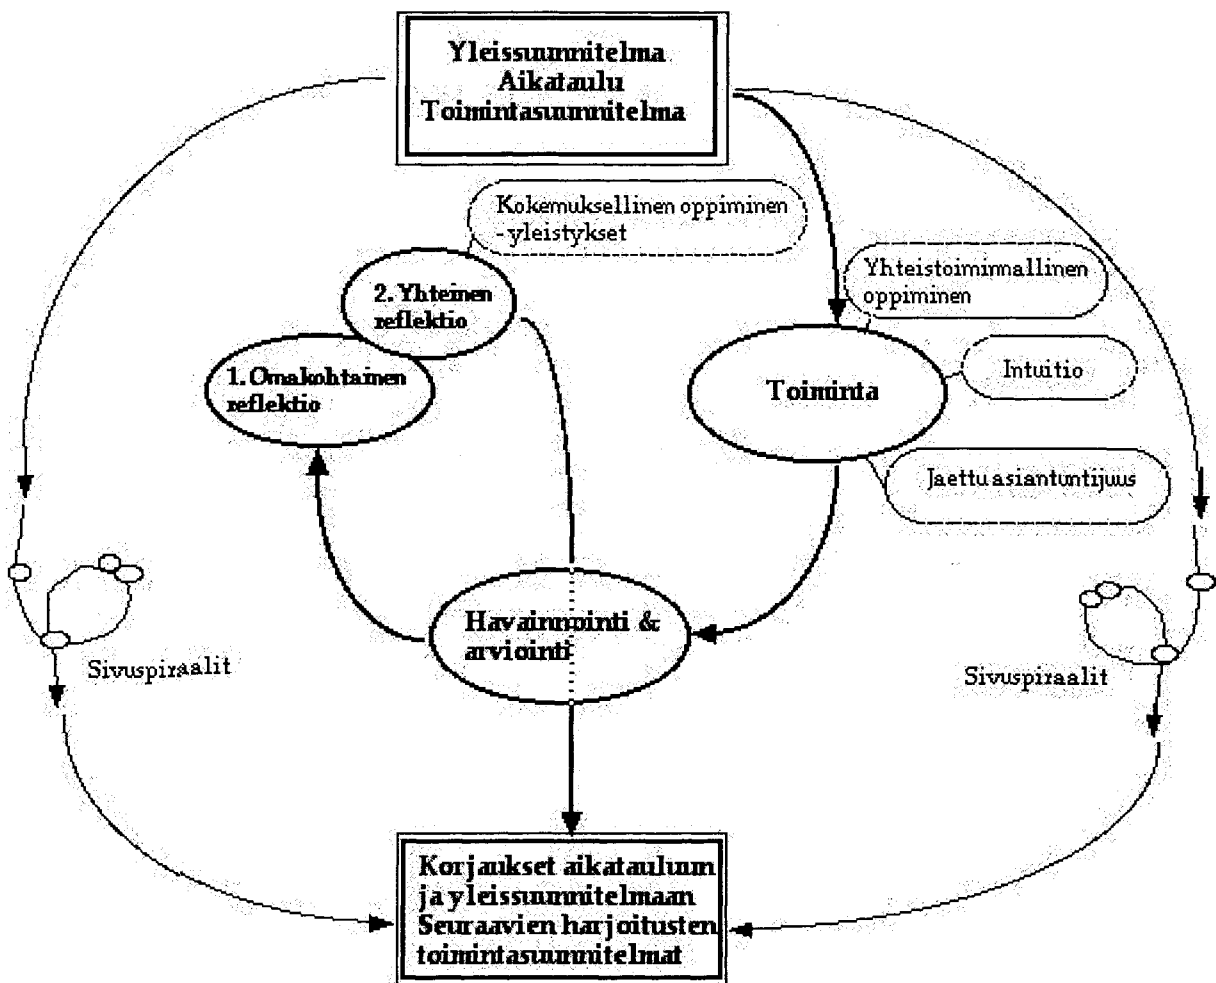 Yleissuunnitelma
Aikataulu
Toimintasuunnitelma
Kokemuksellinen oppiminen
- yleistykset
2. Yhteinen
reflektio
Yhteistoiminnallinen
oppiminen
1. Omakohtainen
reflektio
Toiminta
Intuitio
Jaettu asiantuntijuus
Havainnointi &
arviointi
Sivuspiraalit
Sivuspiraalit
Korjaukset aikatauluun
ja yleissuunnitelmaan
Seuraavien harjoitusten
toimintasuunnitelmat